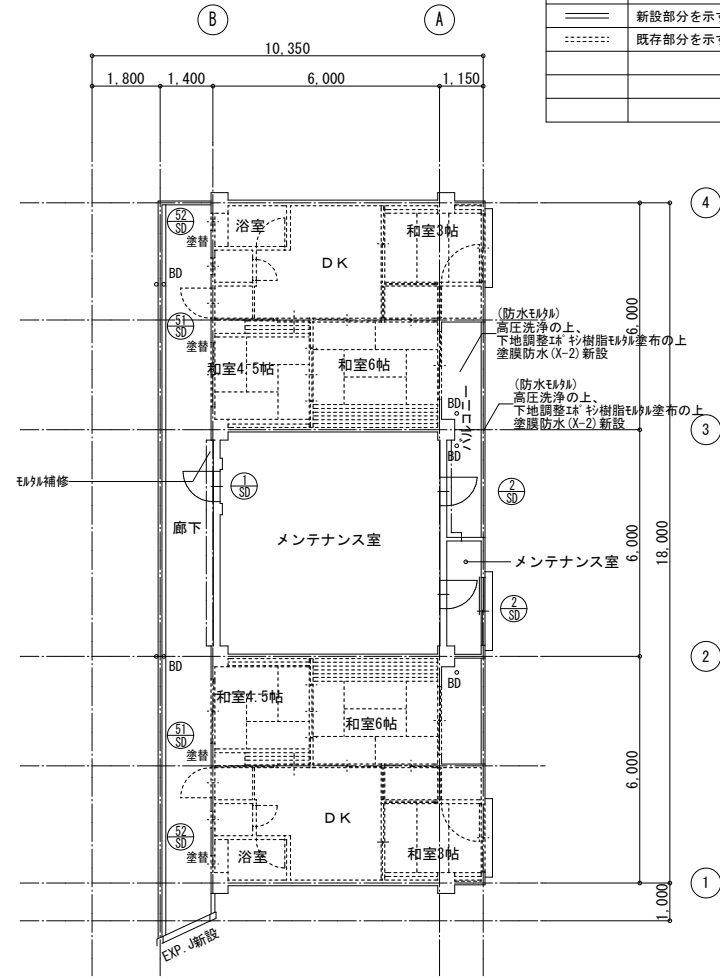 B
A
新設部分を示す
既存部分を示す
10,350
1,800
1,400
6,000
1,150
4
52
SD
塗替
浴室
DK
和室3帖
BD
51
SD
塗替
和室4.5帖
和室6帖
(防水ﾓﾙﾀﾙ)
高圧洗浄の上、
下地調整ｴﾎﾟｷｼ樹脂ﾓﾙﾀﾙ塗布の上
塗膜防水(X-2)新設
6,000
BD
バルコニー
(防水ﾓﾙﾀﾙ)
高圧洗浄の上、
下地調整ｴﾎﾟｷｼ樹脂ﾓﾙﾀﾙ塗布の上
塗膜防水(X-2)新設
3
BD
ﾓﾙﾀﾙ補修
1
SD
2
SD
廊下
メンテナンス室
メンテナンス室
6,000
18,000
2
SD
2
BD
BD
和室4.5帖
和室6帖
51
SD
塗替
6,000
52
SD
塗替
浴室
DK
和室3帖
1
1,000
EXP.J新設